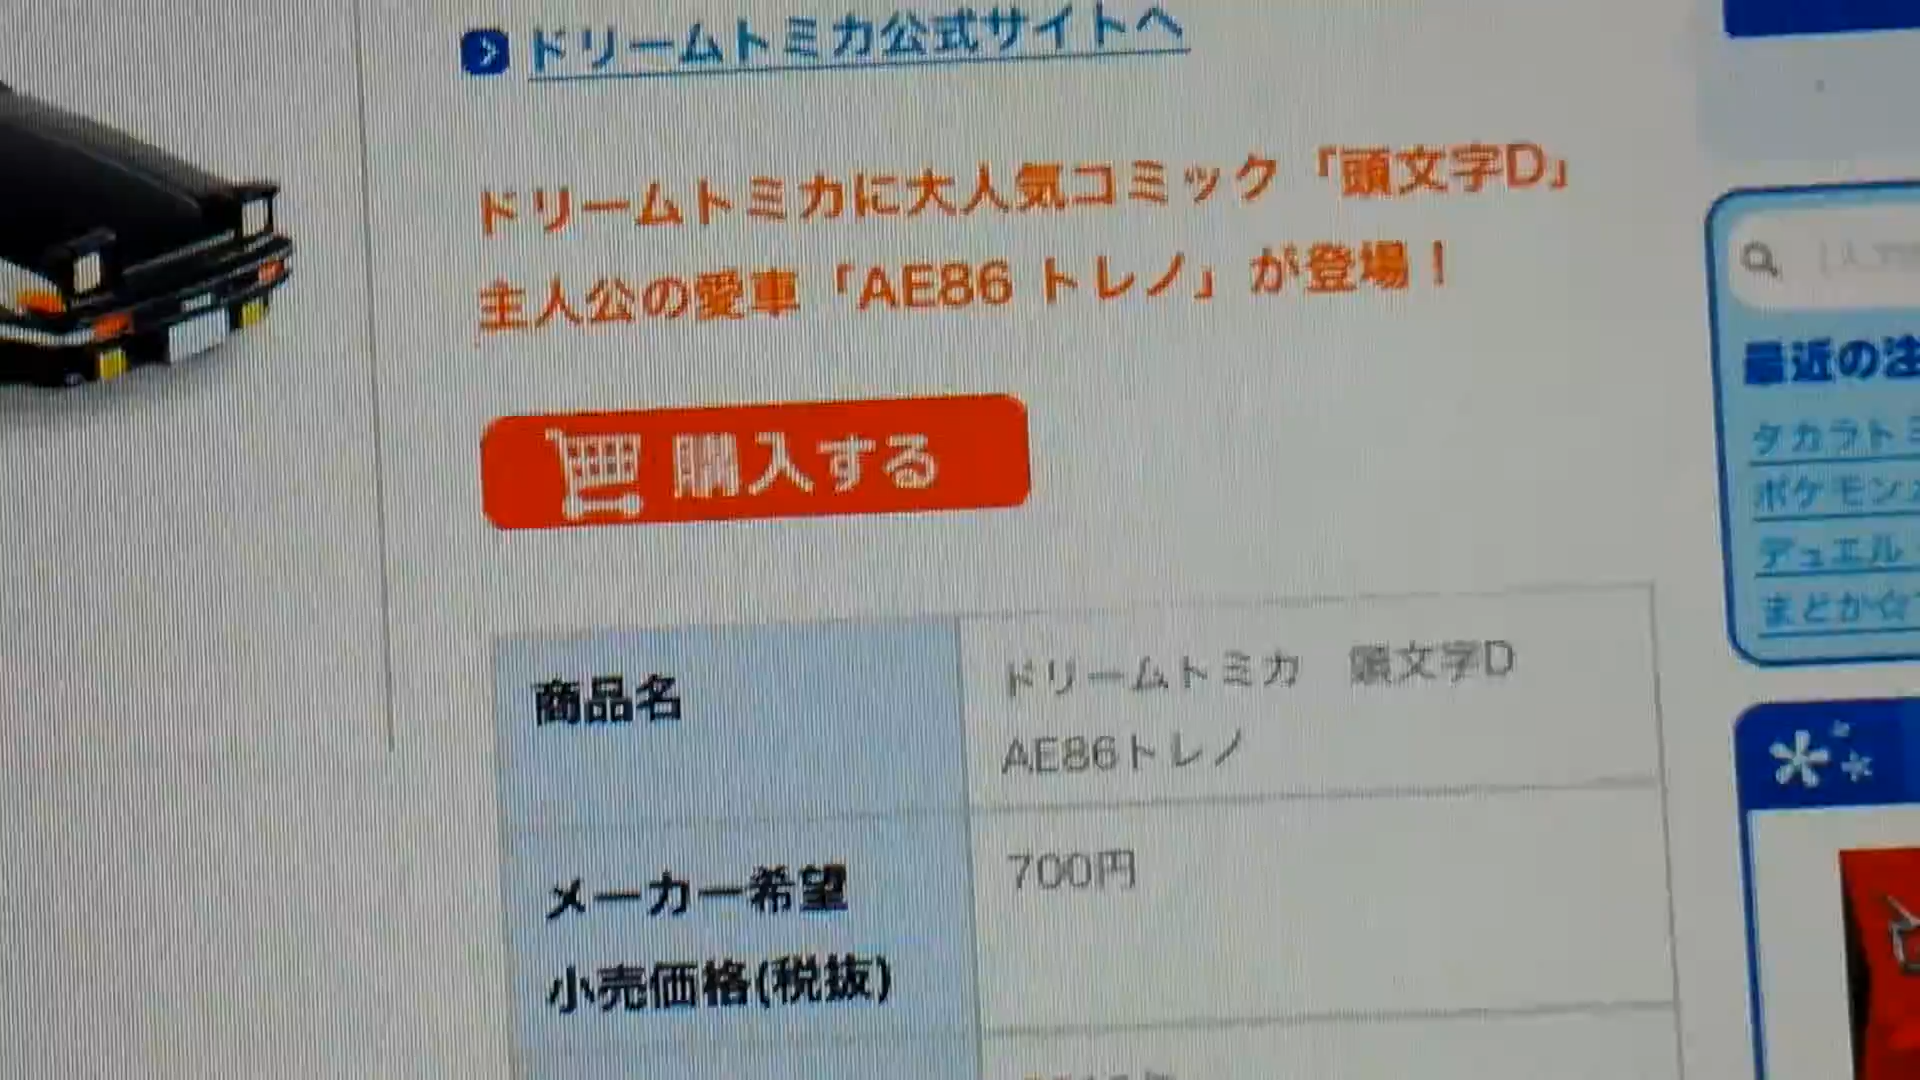 ドリームトミカ公式サイトへ
ドリームトミカに大人気コミック「頭文字D」
主人公の愛車「AE86 トレノ」が登場！
購入する
商品名
ドリームトミカ　頭文字D
AE86トレノ
メーカー希望
小売価格(税抜)
700円
最近の注
タカラトミ
ポケモン
デュエル
まどか☆